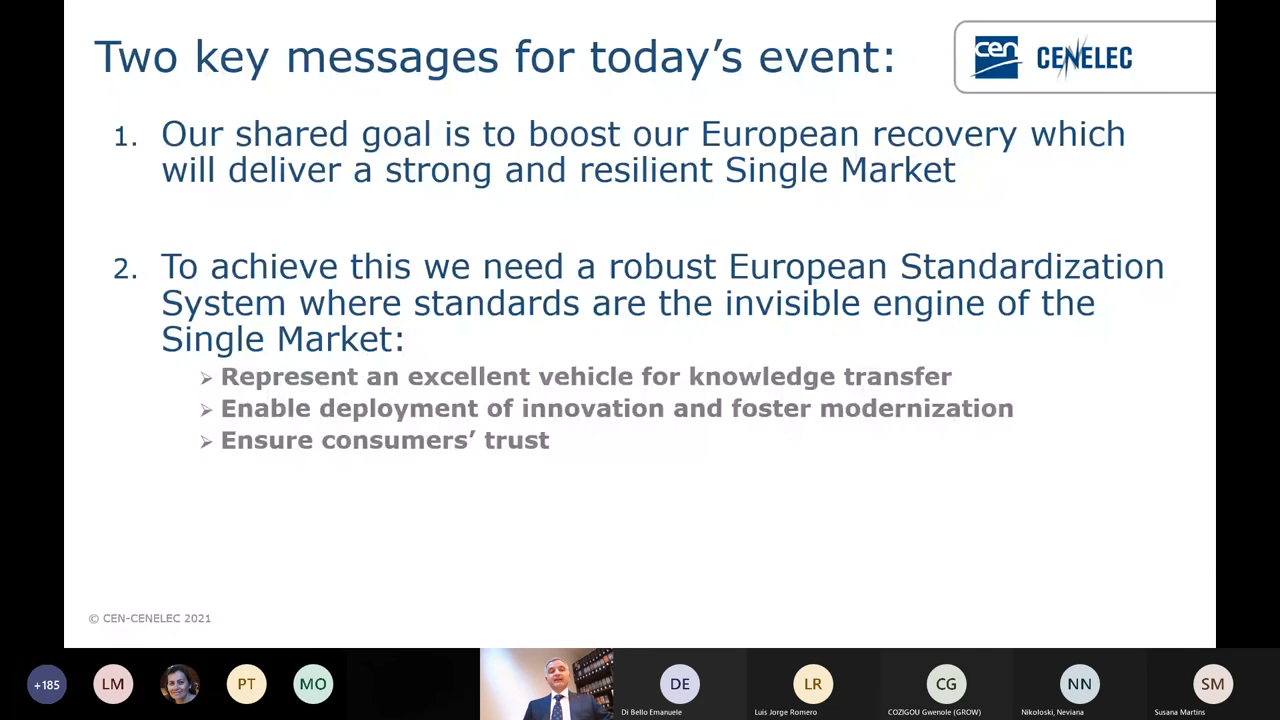 Two key messages for today's event:
cen
CENELEC
1. Our shared goal is to boost our European recovery which
will deliver a strong and resilient Single Market
2. To achieve this we need a robust European Standardization
System where standards are the invisible engine of the
Single Market:
➢ Represent an excellent vehicle for knowledge transfer
➢ Enable deployment of innovation and foster modernization
➢ Ensure consumers' trust
© CEN-CENELEC 2021
+185
LM
PT
MO
DE
LR
CG
NN
SM
Di Bello Emanuele
Luis Jorge Romero
COZIGOU Gwenole (GROW)
Nikoloski, Neviana
Susana Martins